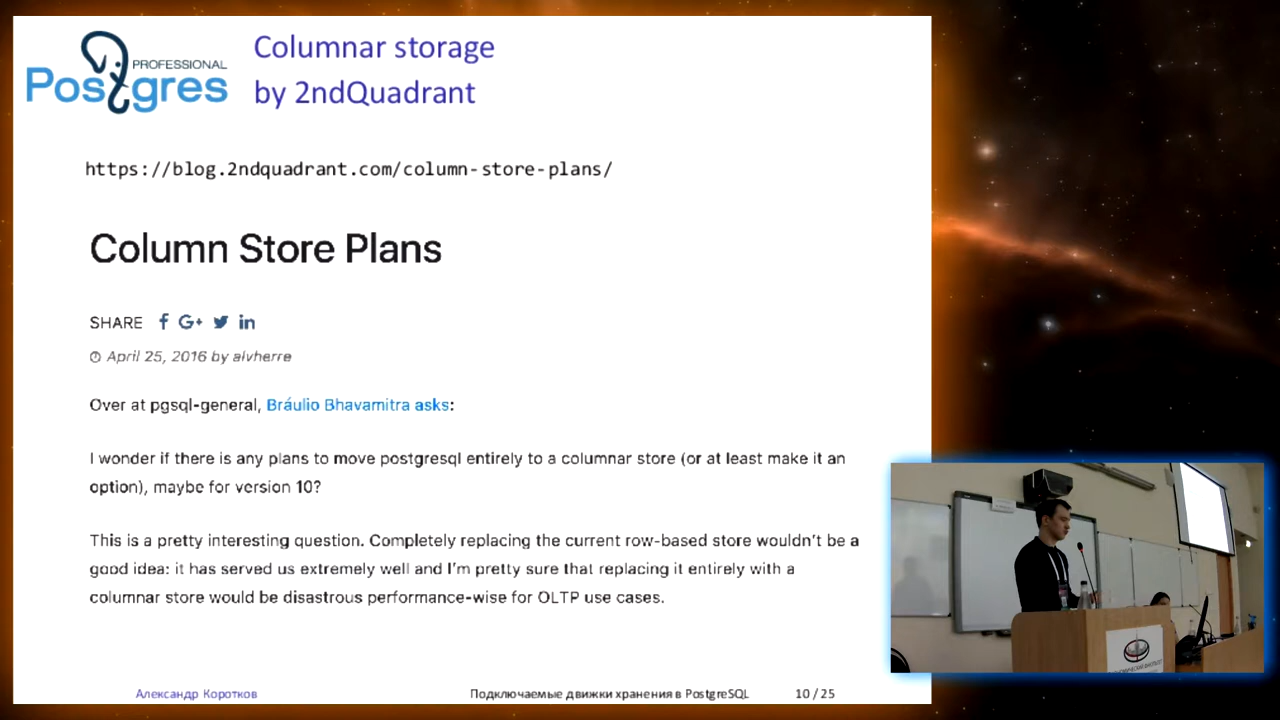 PROFESSIONAL
Postgres
Columnar storage
by 2ndQuadrant
https://blog.2ndquadrant.com/column-store-plans/
Column Store Plans
SHARE
April 25, 2016 by alvherre
Over at pgsql-general, Bráulio Bhavamitra asks:
I wonder if there is any plans to move postgresql entirely to a columnar store (or at least make it an
option), maybe for version 10?
This is a pretty interesting question. Completely replacing the current row-based store wouldn't be a
good idea: it has served us extremely well and I'm pretty sure that replacing it entirely with a
columnar store would be disastrous performance-wise for OLTP use cases.
Александр Коротков
Подключаемые движки хранения в PostgreSQL
10 / 25